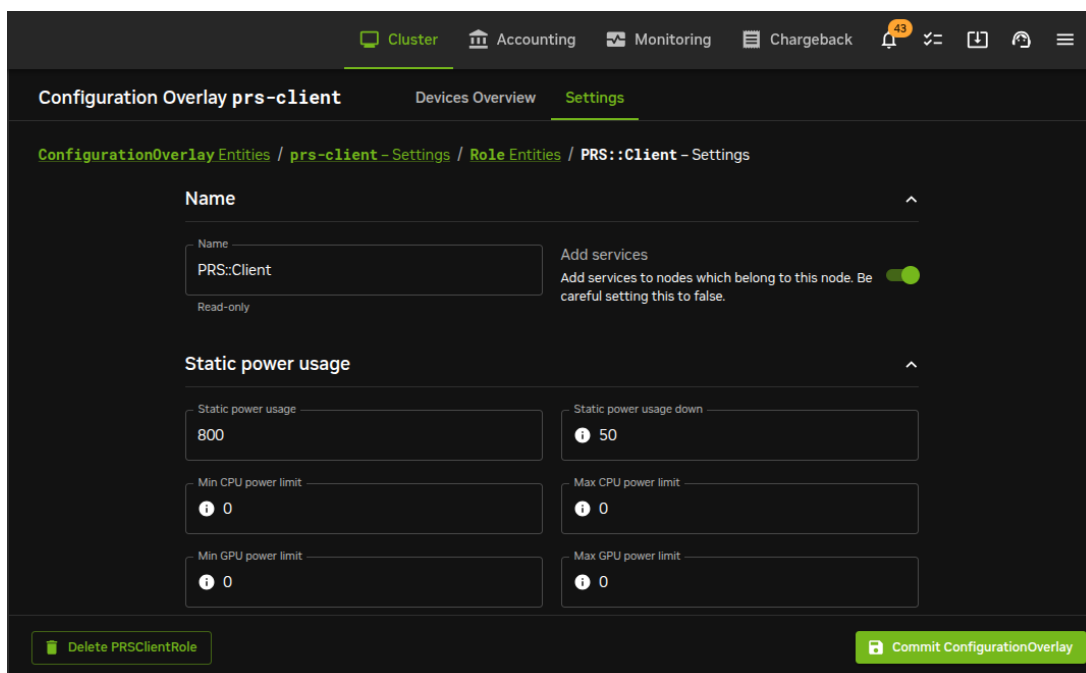 Cluster Accounting Monitoring Chargeback 43
Configuration Overlay prs-client Devices Overview Settings
ConfigurationOverlay Entities / prs-client – Settings / Role Entities / PRS::Client – Settings
Name
Name
PRS::Client
Read-only
Add services
Add services to nodes which belong to this node. Be
careful setting this to false.
Static power usage
Static power usage
800
Static power usage down
50
Min CPU power limit
0
Max CPU power limit
0
Min GPU power limit
0
Max GPU power limit
0
Delete PRSClientRole
Commit ConfigurationOverlay